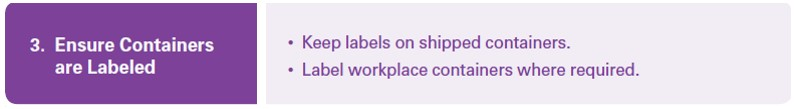 3. Ensure Containers
are Labeled
• Keep labels on shipped containers.
• Label workplace containers where required.